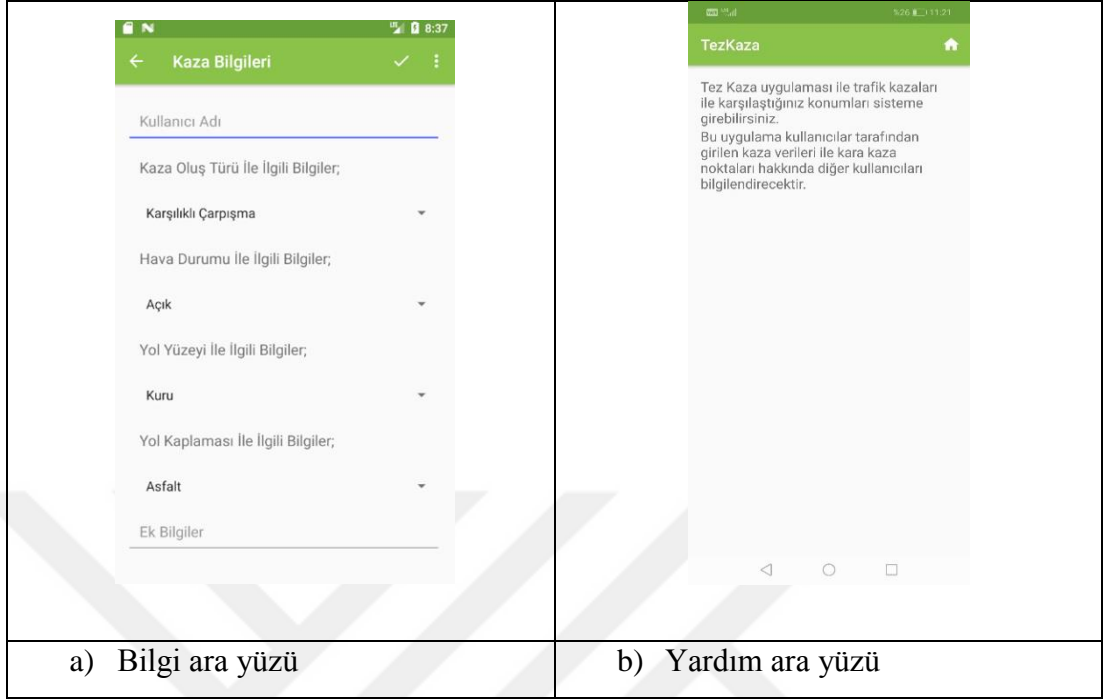 8:37
Kaza Bilgileri
Kullanıcı Adı
Kaza Oluş Türü İle İlgili Bilgiler;
Karşılıklı Çarpışma
Hava Durumu İle İlgili Bilgiler;
Açık
Yol Yüzeyi İle İlgili Bilgiler;
Kuru
Yol Kaplaması İle İlgili Bilgiler;
Asfalt
Ek Bilgiler
a) Bilgi ara yüzü
%26 11:21
TezKaza
Tez Kaza uygulaması ile trafik kazaları
ile karşılaştığınız konumları sisteme
girebilirsiniz.
Bu uygulama kullanıcılar tarafından
girilen kaza verileri ile kara kaza
noktaları hakkında diğer kullanıcıları
bilgilendirecektir.
b) Yardım ara yüzü